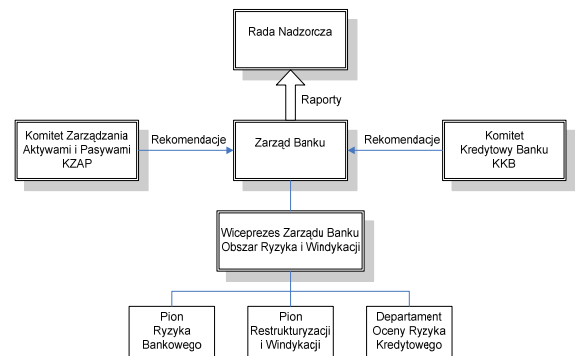 Rada Nadzorcza
Raporty
Komitet Zarządzania
Aktywami i Pasywami
KZAP
Rekomendacje
Zarząd Banku
Rekomendacje
Komitet
Kredytowy Banku
KKB
Wiceprezes Zarządu Banku
Obszar Ryzyka i Windykacji
Pion
Ryzyka
Bankowego
Pion
Restrukturyzacji
i Windykacji
Departament
Oceny Ryzyka
Kredytowego